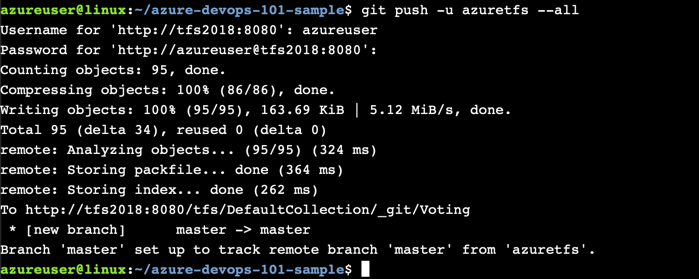 azureuser@linux:~/azure-devops-101-sample$ git push -u azuretfs --all
Username for 'http://tfs2018:8080': azureuser
Password for 'http://azureuser@tfs2018:8080':
Counting objects: 95, done.
Compressing objects: 100% (86/86), done.
Writing objects: 100% (95/95), 163.69 KiB | 5.12 MiB/s, done.
Total 95 (delta 34), reused 0 (delta 0)
remote: Analyzing objects... (95/95) (324 ms)
remote: Storing packfile... done (364 ms)
remote: Storing index... done (262 ms)
To http://tfs2018:8080/tfs/DefaultCollection/_git/Voting
 * [new branch]      master -> master
Branch 'master' set up to track remote branch 'master' from 'azuretfs'.
azureuser@linux:~/azure-devops-101-sample$